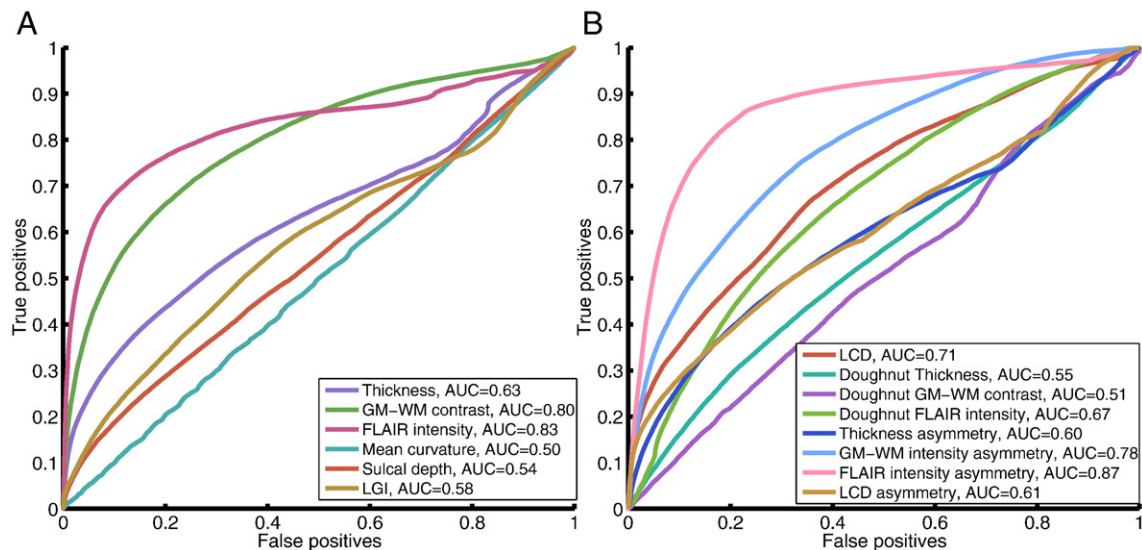 A
B
1
0.9
0.8
0.7
0.6
0.5
0.4
0.3
0.2
0.1
0
True positives
0
0.2
0.4
0.6
0.8
1
False positives
Thickness, AUC=0.63
GM-WM contrast, AUC=0.80
FLAIR intensity, AUC=0.83
Mean curvature, AUC=0.50
Sulcal depth, AUC=0.54
LGI, AUC=0.58
1
0.9
0.8
0.7
0.6
0.5
0.4
0.3
0.2
0.1
0
True positives
0
0.2
0.4
0.6
0.8
1
False positives
LCD, AUC=0.71
Doughnut Thickness, AUC=0.55
Doughnut GM-WM contrast, AUC=0.51
Doughnut FLAIR intensity, AUC=0.67
Thickness asymmetry, AUC=0.60
GM-WM intensity asymmetry, AUC=0.78
FLAIR intensity asymmetry, AUC=0.87
LCD asymmetry, AUC=0.61